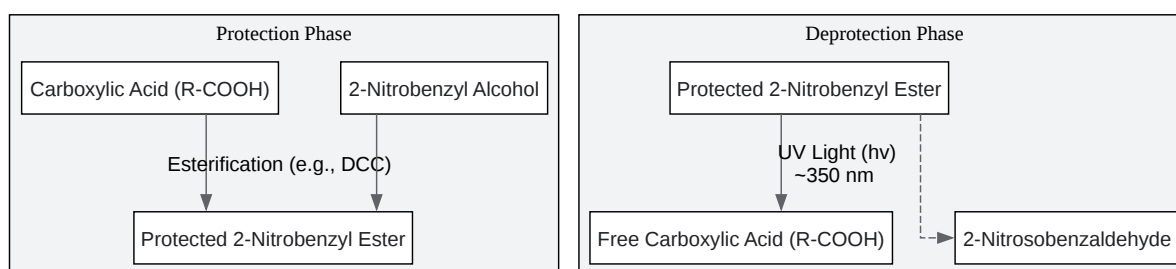 Protection Phase
Carboxylic Acid (R-COOH)
2-Nitrobenzyl Alcohol
Esterification (e.g., DCC)
Protected 2-Nitrobenzyl Ester
Deprotection Phase
Protected 2-Nitrobenzyl Ester
UV Light (hv)
~350 nm
Free Carboxylic Acid (R-COOH)
2-Nitrosobenzaldehyde